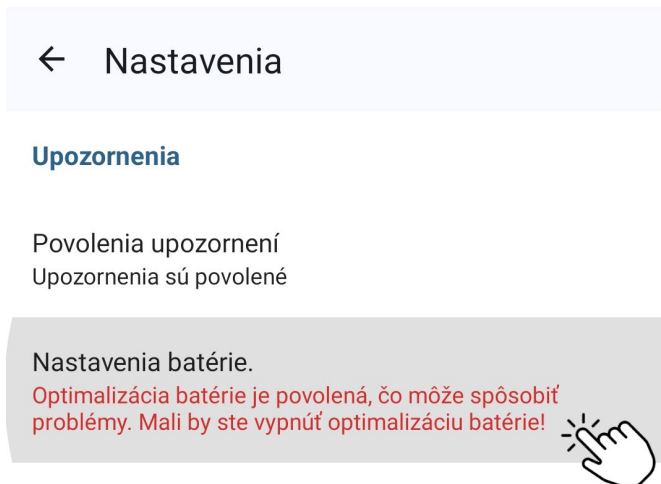 Nastavenia
Upozornenia
Povolenia upozornení
Upozornenia sú povolené
Nastavenia batérie.
Optimalizácia batérie je povolená, čo môže spôsobiť
problémy. Mali by ste vypnúť optimalizáciu batérie!